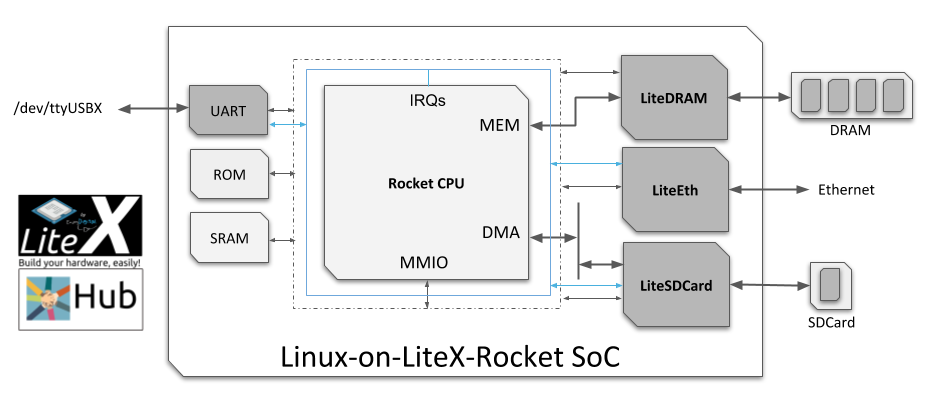 /dev/ttyUSBX
UART
ROM
SRAM
IRQs
MEM
Rocket CPU
DMA
MMIO
LiteDRAM
DRAM
LiteEth
Ethernet
LiteSDCard
SDCard
LiteX
Build your hardware, easily!
Hub
Linux-on-LiteX-Rocket SoC